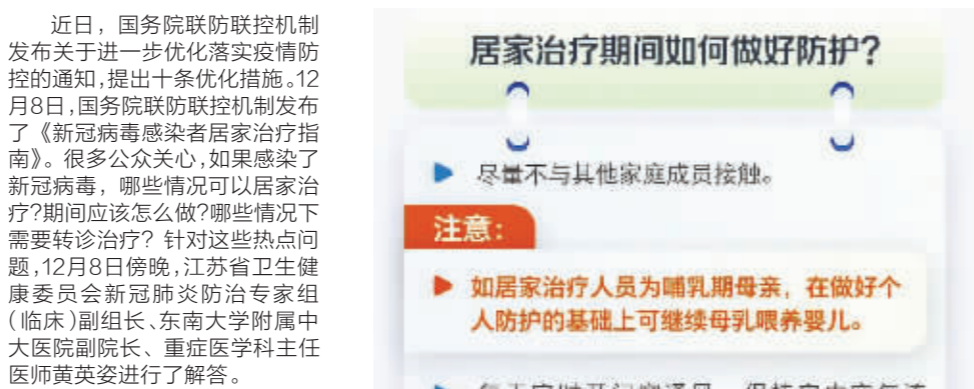 近日，国务院联防联控机制
发布关于进一步优化落实疫情防
控的通知,提出十条优化措施。12
月8日,国务院联防联控机制发布
了《新冠病毒感染者居家治疗指
南》。很多公众关心,如果感染了
新冠病毒，哪些情况可以居家治
疗?期间应该怎么做?哪些情况下
需要转诊治疗？针对这些热点问
题,12月8日傍晚,江苏省卫生健
康委员会新冠肺炎防治专家组
（临床）副组长、东南大学附属中
大医院副院长、重症医学科主任
医师黄英姿进行了解答。
居家治疗期间如何做好防护？
尽量不与其他家庭成员接触。
注意：
如居家治疗人员为哺乳期母亲，在做好个
人防护的基础上可继续母乳喂养婴儿。